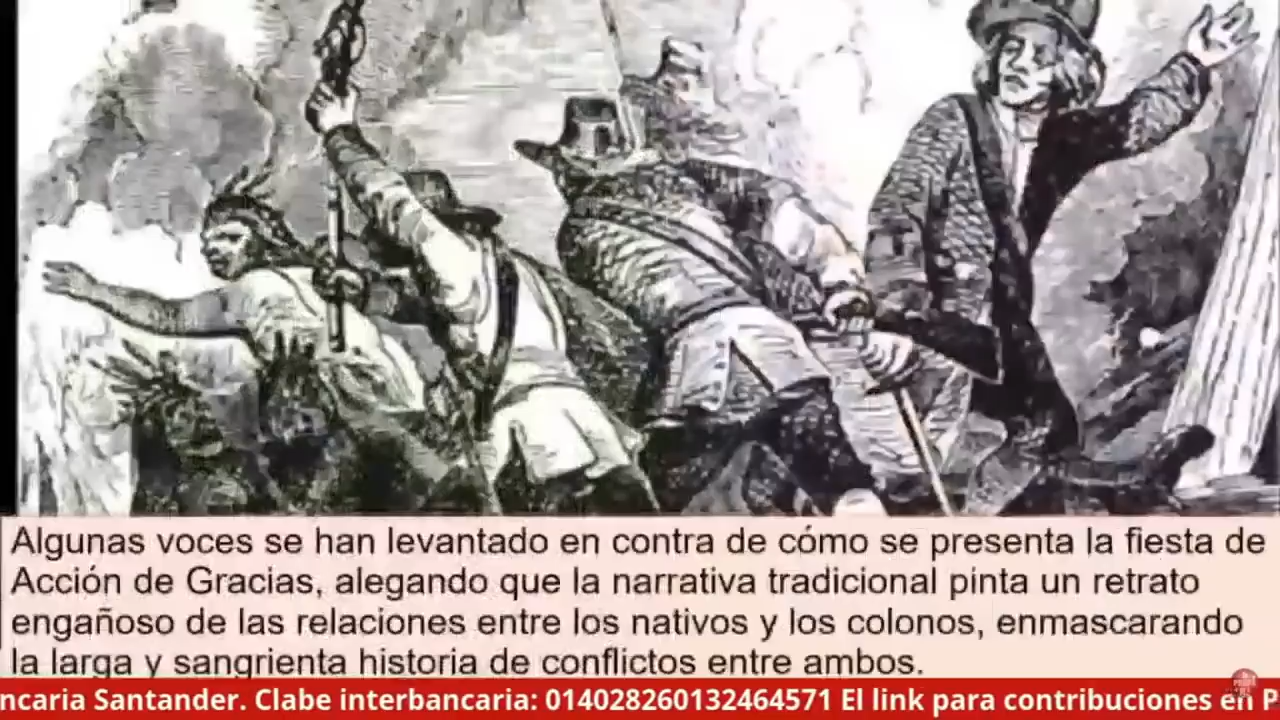 Algunas voces se han levantado en contra de cómo se presenta la fiesta de
Acción de Gracias, alegando que la narrativa tradicional pinta un retrato
engañoso de las relaciones entre los nativos y los colonos, enmascarando
la larga y sangrienta historia de conflictos entre ambos.
ncaria Santander. Clabe interbancaria: 014028260132464571 El link para contribuciones en P